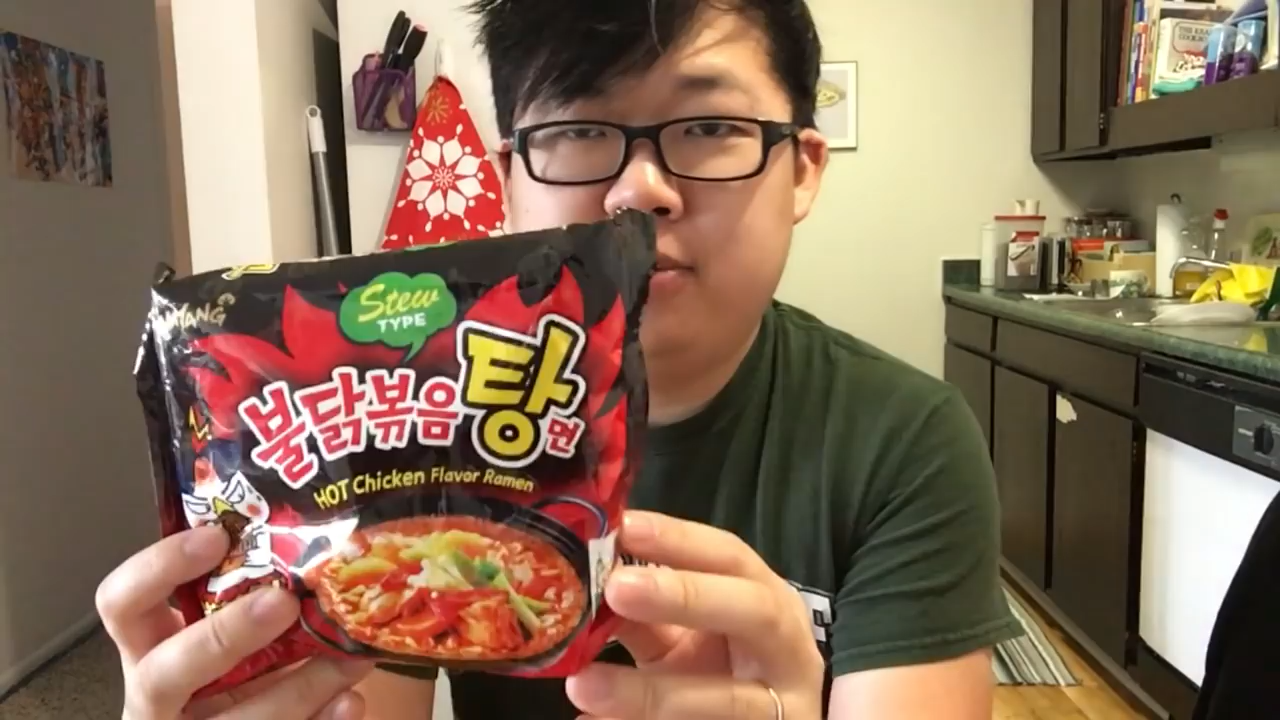 Stew
TYPE
불닭볶음탕면
HOT Chicken Flavor Ramen